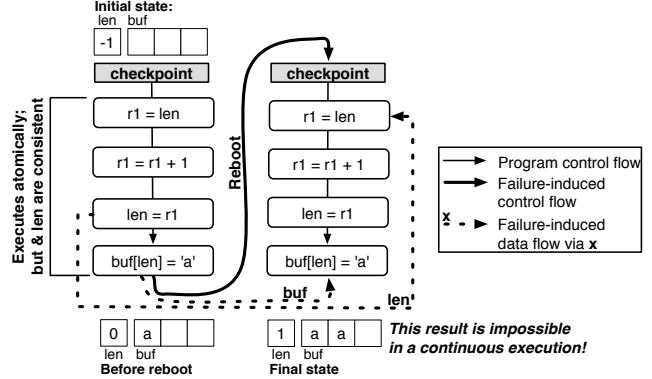 Initial state:
len buf
-1
checkpoint
r1 = len
r1 = r1 + 1
len = r1
buf[len] = 'a'
Executes atomically;
but & len are consistent
Reboot
checkpoint
r1 = len
r1 = r1 + 1
len = r1
buf[len] = 'a'
buf
len
Program control flow
Failure-induced
control flow
x
Failure-induced
data flow via x
0 a
len buf
Before reboot
1 a a
len buf
Final state
This result is impossible
in a continuous execution!